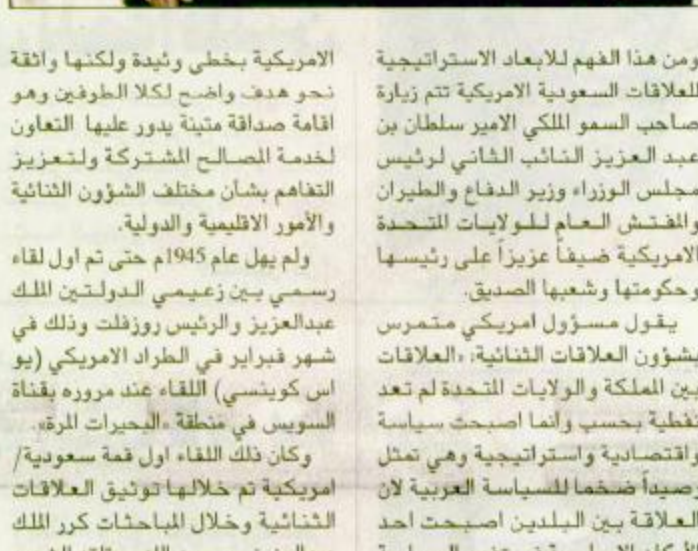 ومن هذا الفهم للابعاد الاستراتيجية
للعلاقات السعودية الامريكية تتم زيارة
صاحب السمو الملكي الامير سلطان بن
عبد العزيز النائب الثاني لرئيس
مجلس الوزراء وزير الدفاع والطيران
والمفتش العام للولايات المتحدة
الامريكية ضيفاً عزيزاً على رئيسها
وحكومتها وشعبها الصديق.
يقول مسؤول امريكي متمرس
بشؤون العلاقات الثنائية: «العلاقات
بين المملكة والولايات المتحدة لم تعد
نفطية بحسب وانما اصبحت سياسة
واقتصادية واستراتيجية وهي تمثل
رصيداً ضخما للسياسة العربية لان
العلاقة بين البلدين اصبحت احد
الامريكية بخطى وئيدة ولكنها واثقة
نحو هدف واضح لكلا الطرفين وهو
اقامة صداقة متينة يدور عليها التعاون
لخدمة المصالح المشتركة ولتعزيز
التفاهم بشأن مختلف الشؤون الثنائية
والأمور الاقليمية والدولية.
ولم يهل عام 1945م حتى تم اول لقاء
رسمي بين زعيمي الدولتين الملك
عبدالعزيز والرئيس روزفلت وذلك في
شهر فبراير في الطراد الامريكي (يو
اس كوينسي) اللقاء عند مروره بقناة
السويس في منطقة «البحيرات المرة».
وكان ذلك اللقاء اول قمة سعودية/
امريكية تم خلالها توثيق العلاقات
الثنائية وخلال المباحثات كرر الملك